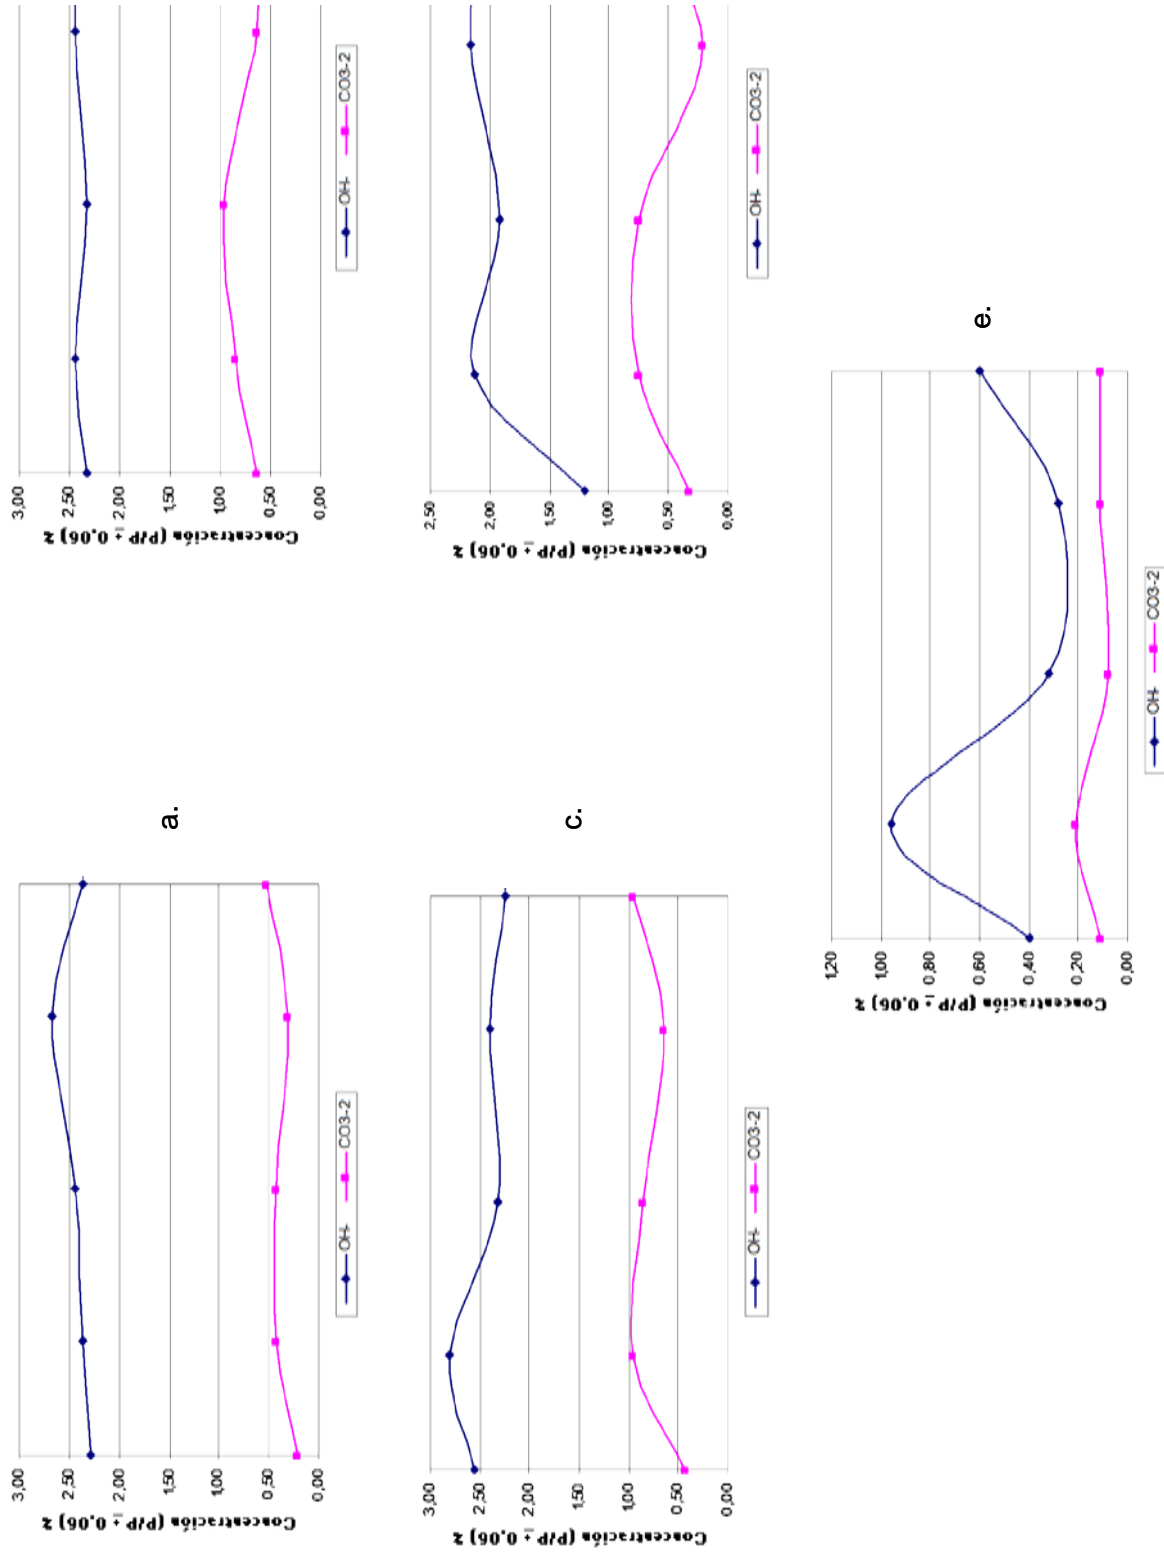 3,00
2,50
2,00
1,50
1,00
0,50
0,00
Concentración (P/P ± 0,06) %
OH- CO3-2
a.
3,00
2,50
2,00
1,50
1,00
0,50
0,00
Concentración (P/P ± 0,06) %
OH- CO3-2
3,00
2,50
2,00
1,50
1,00
0,50
0,00
Concentración (P/P ± 0,06) %
OH- CO3-2
c.
2,50
2,00
1,50
1,00
0,50
0,00
Concentración (P/P ± 0,06) %
OH- CO3-2
1,20
1,00
0,80
0,60
0,40
0,20
0,00
Concentración (P/P ± 0,06) %
OH- CO3-2
e.